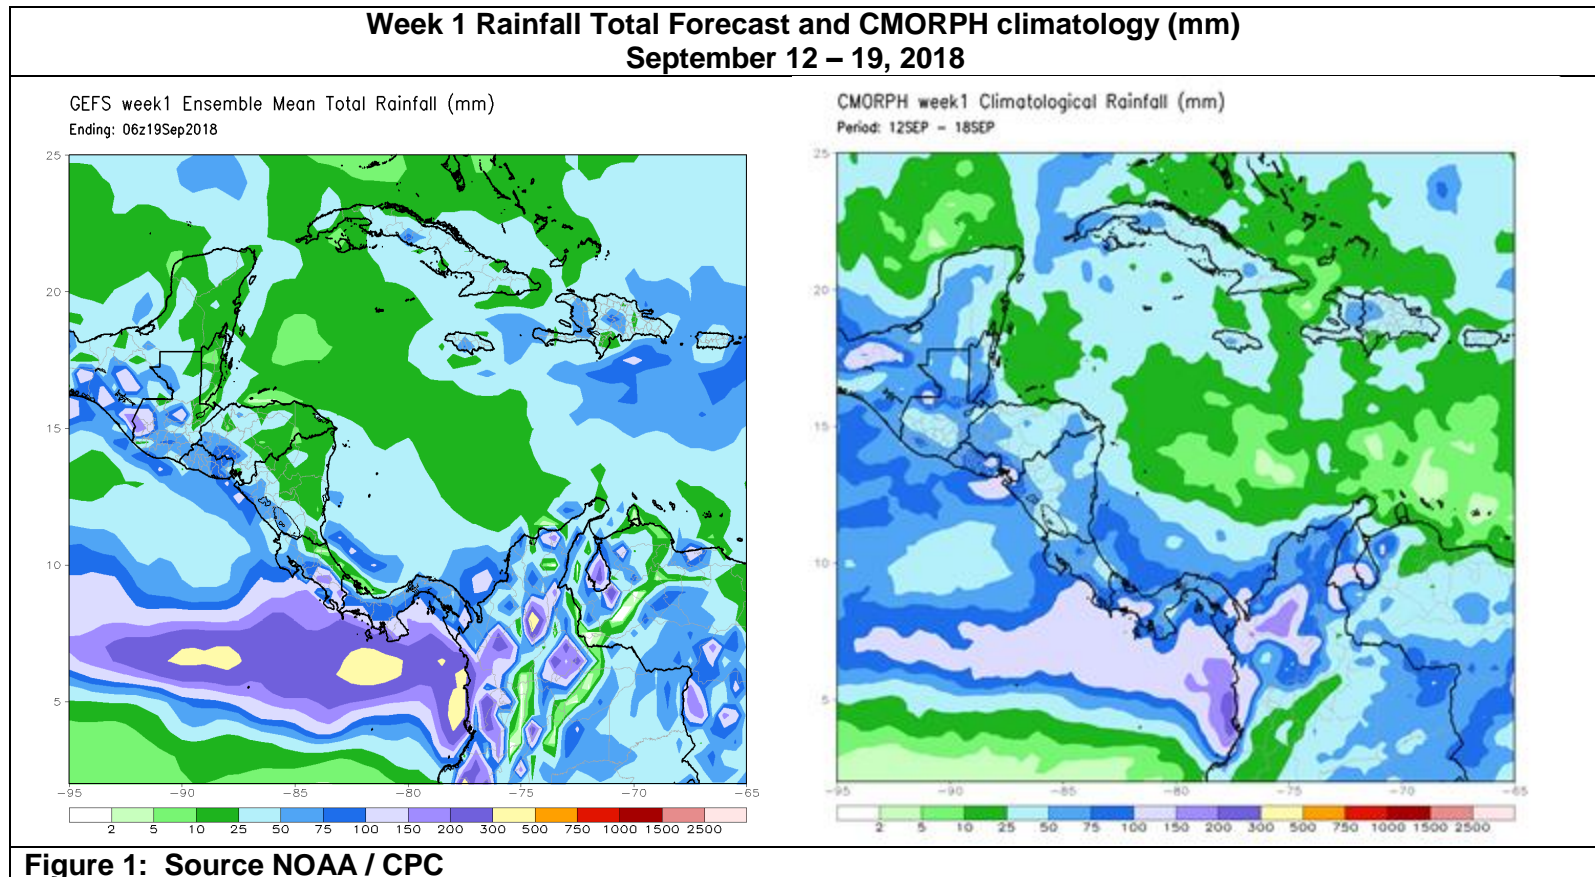 Week 1 Rainfall Total Forecast and CMORPH climatology (mm)
September 12 – 19, 2018
GEFS week1 Ensemble Mean Total Rainfall (mm)
Ending: 06z19Sep2018
25
20
15
10
5
-95 -90 -85 -80 -75 -70 -65
2 5 10 25 50 75 100 150 200 300 500 750 1000 1500 2500
CMORPH week1 Climatological Rainfall (mm)
Period: 12SEP - 18SEP
25
20
15
10
5
-95 -90 -85 -80 -75 -70 -65
2 5 10 25 50 75 100 150 200 300 500 750 1000 1500 2500
Figure 1: Source NOAA / CPC